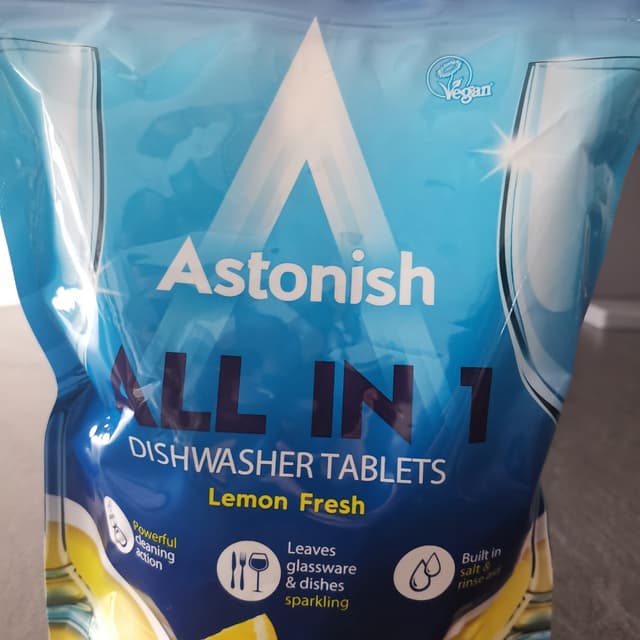 Vegan
Astonish
ALL IN 1
DISHWASHER TABLETS
Lemon Fresh
Powerful
cleaning
action
Leaves
glassware
& dishes
sparkling
Built in
salt &
rinse-aid